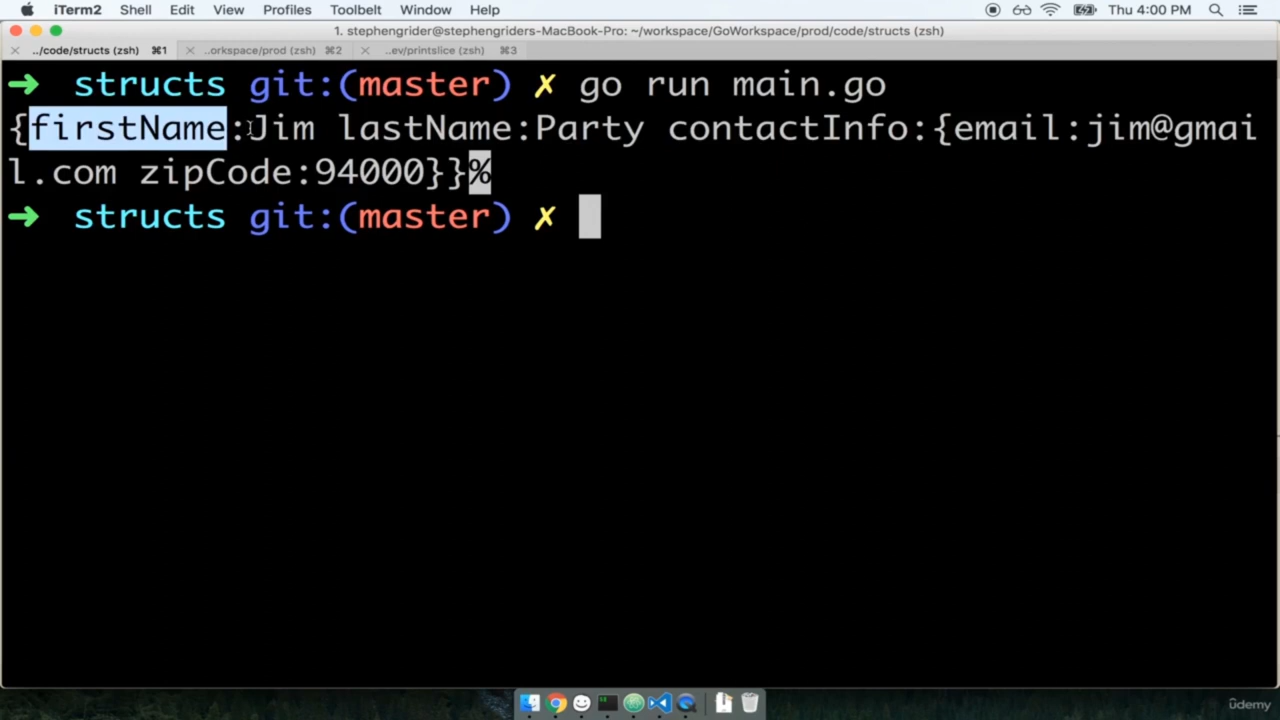 iTerm2 Shell Edit View Profiles Toolbelt Window Help Thu 4:00 PM
1. stephengrider@stephengriders-MacBook-Pro: ~/workspace/GoWorkspace/prod/code/structs (zsh)
../code/structs (zsh) ⌘1 ..orkspace/prod (zsh) ⌘2 ..ev/printslice (zsh) ⌘3
➜ structs git:(master) ✗ go run main.go
{firstName:Jim lastName:Party contactInfo:{email:jim@gmai
l.com zipCode:94000}}%
➜ structs git:(master) ✗
ûdemy